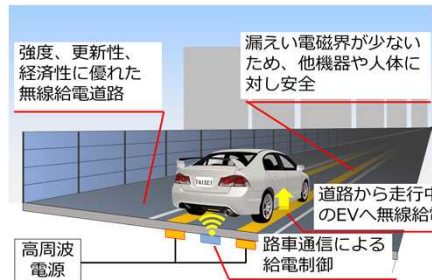 強度、更新性、
経済性に優れた
無線給電道路
漏えい電磁界が少ない
ため、他機器や人体に
対し安全
TAISEI
道路から走行中
のEVへ無線給電
路車通信による
給電制御
高周波
電源